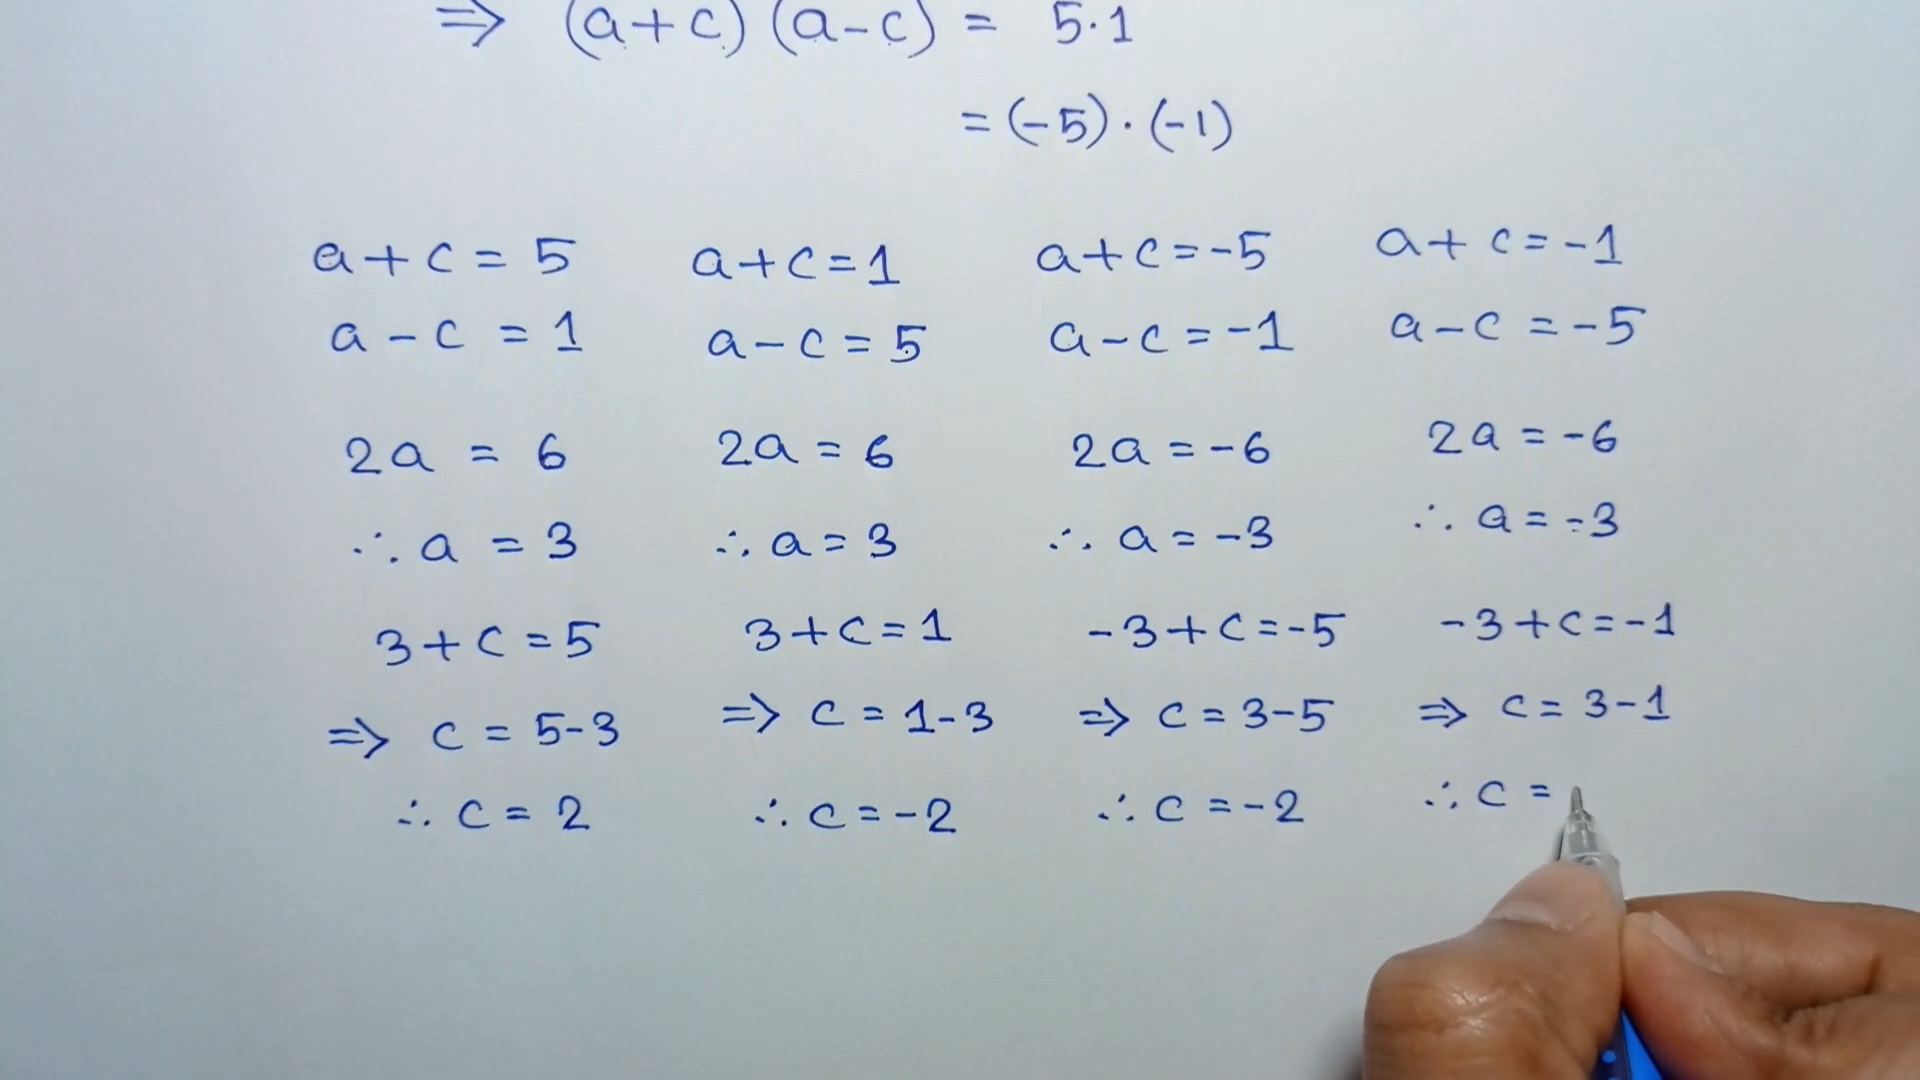 ⇒ (a+c) (a-c) = 5·1
= (-5)·(-1)
a+c=5 a+c=1 a+c=-5 a+c=-1
a-c=1 a-c=5 a-c=-1 a-c=-5
2a=6 2a=6 2a=-6 2a=-6
∴ a=3 ∴ a=3 ∴ a=-3 ∴ a=-3
3+c=5 3+c=1 -3+c=-5 -3+c=-1
⇒ c=5-3 ⇒ c=1-3 ⇒ c=3-5 ⇒ c=3-1
∴ c=2 ∴ c=-2 ∴ c=-2 ∴ c=